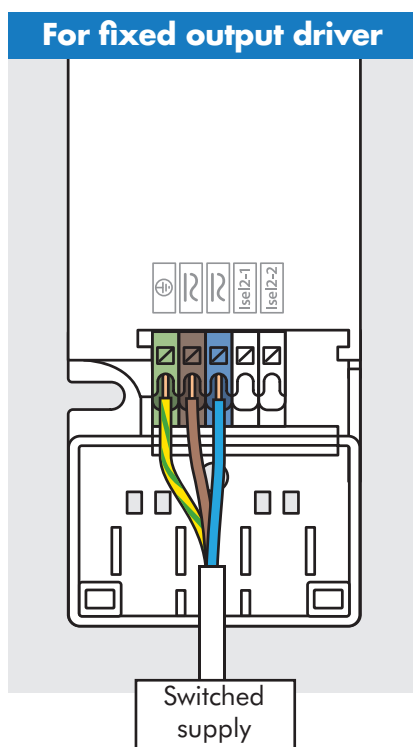 For fixed output driver
Isel2-1
Isel2-2
Switched
supply